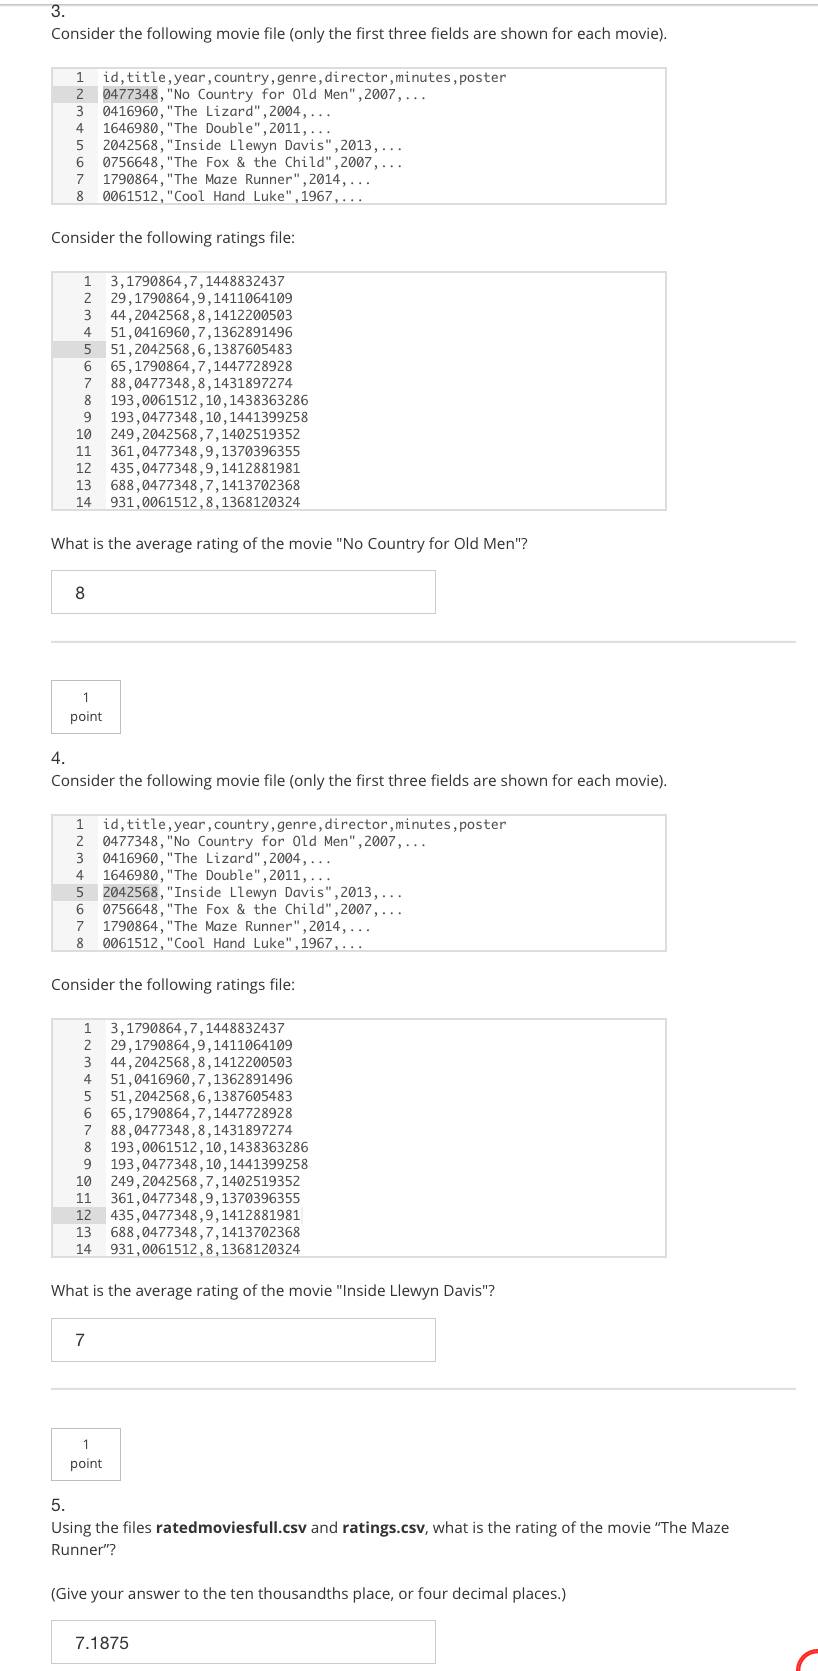 3.
Consider the following movie file (only the first three fields are shown for each movie).
1 id,title,year,country,genre,director,minutes,poster
2 0477348,"No Country for Old Men",2007,...
3 0416960,"The Lizard",2004,...
4 1646980,"The Double",2011,...
5 2042568,"Inside Llewyn Davis",2013,...
6 0756648,"The Fox & the Child",2007,...
7 1790864,"The Maze Runner",2014,...
8 0061512,"Cool Hand Luke",1967,...
Consider the following ratings file:
1 3,1790864,7,1448832437
2 29,1790864,9,1411064109
3 44,2042568,8,1412200503
4 51,0416960,7,1362891496
5 51,2042568,6,1387605483
6 65,1790864,7,1447728928
7 88,0477348,8,1431897274
8 193,0061512,10,1438363286
9 193,0477348,10,1441399258
10 249,2042568,7,1402519352
11 361,0477348,9,1370396355
12 435,0477348,9,1412881981
13 688,0477348,7,1413702368
14 931,0061512,8,1368120324
What is the average rating of the movie "No Country for Old Men"?
8
1
point
4.
Consider the following movie file (only the first three fields are shown for each movie).
1 id,title,year,country,genre,director,minutes,poster
2 0477348,"No Country for Old Men",2007,...
3 0416960,"The Lizard",2004,...
4 1646980,"The Double",2011,...
5 2042568,"Inside Llewyn Davis",2013,...
6 0756648,"The Fox & the Child",2007,...
7 1790864,"The Maze Runner",2014,...
8 0061512,"Cool Hand Luke",1967,...
Consider the following ratings file:
1 3,1790864,7,1448832437
2 29,1790864,9,1411064109
3 44,2042568,8,1412200503
4 51,0416960,7,1362891496
5 51,2042568,6,1387605483
6 65,1790864,7,1447728928
7 88,0477348,8,1431897274
8 193,0061512,10,1438363286
9 193,0477348,10,1441399258
10 249,2042568,7,1402519352
11 361,0477348,9,1370396355
12 435,0477348,9,1412881981
13 688,0477348,7,1413702368
14 931,0061512,8,1368120324
What is the average rating of the movie "Inside Llewyn Davis"?
7
1
point
5.
Using the files ratedmoviesfull.csv and ratings.csv, what is the rating of the movie “The Maze
Runner”?
(Give your answer to the ten thousandths place, or four decimal places.)
7.1875